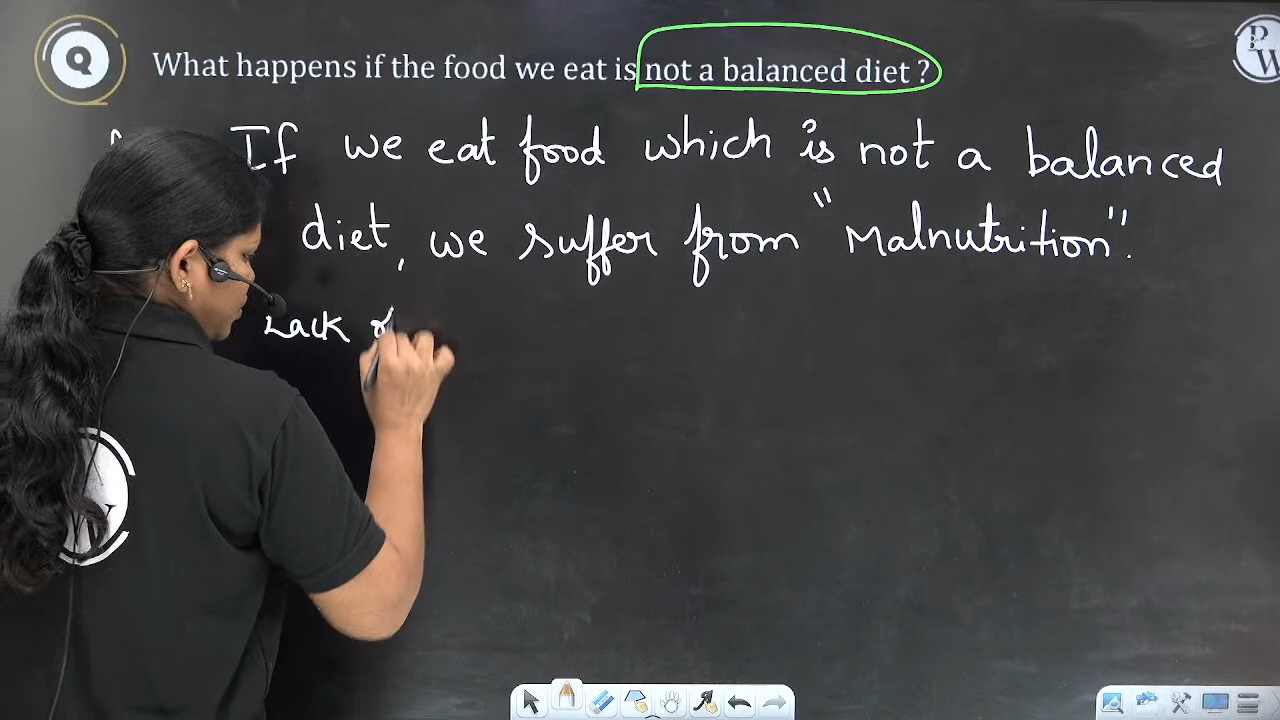 Q What happens if the food we eat is not a balanced diet ?
P
W
If we eat food which is not a balanced
diet, we suffer from "Malnutrition".
Lack
W